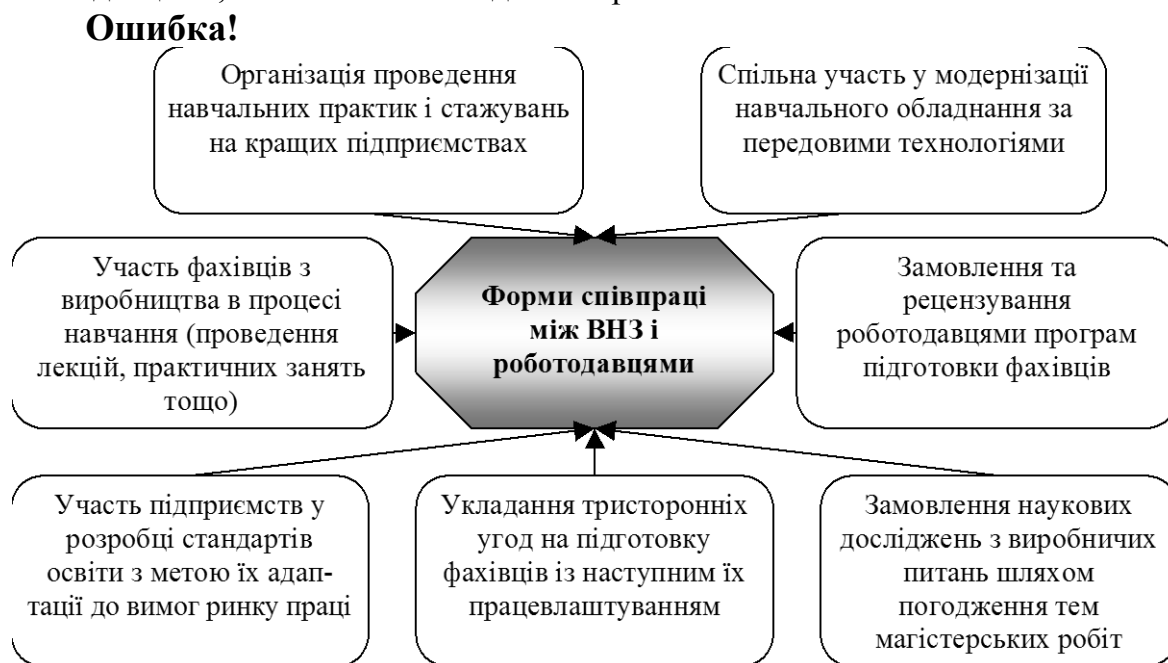 Ошибка!
Організація проведення
навчальних практик і стажувань
на кращих підприємствах
Спільна участь у модернізації
навчального обладнання за
передовими технологіями
Участь фахівців з
виробництва в процесі
навчання (проведення
лекцій, практичних занять
тощо)
Форми співпраці
між ВНЗ і
роботодавцями
Замовлення та
рецензування
роботодавцями програм
підготовки фахівців
Участь підприємств у
розробці стандартів
освіти з метою їх адап-
тації до вимог ринку праці
Укладання тристоронніх
угод на підготовку
фахівців із наступним їх
працевлаштуванням
Замовлення наукових
досліджень з виробничих
питань шляхом
погодження тем
магістерських робіт